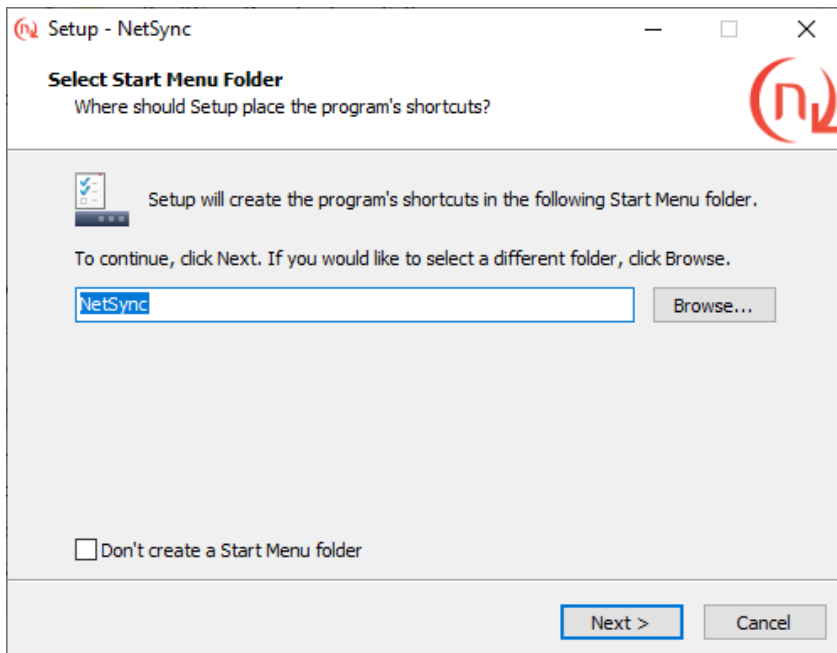 Setup - NetSync
Select Start Menu Folder
Where should Setup place the program's shortcuts?
Setup will create the program's shortcuts in the following Start Menu folder.
To continue, click Next. If you would like to select a different folder, click Browse.
NetSync
Browse...
Don't create a Start Menu folder
Next >
Cancel